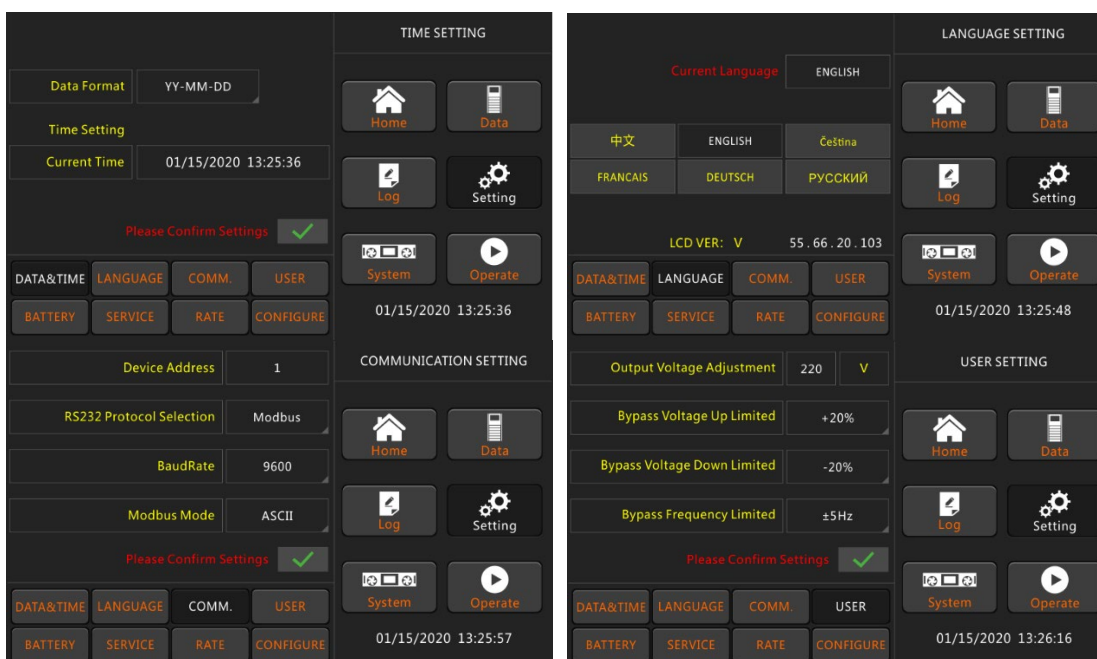 TIME SETTING
Data Format YY-MM-DD
Home Data
Time Setting
Current Time 01/15/2020 13:25:36
Log Setting
Please Confirm Settings
System Operate
DATA&TIME LANGUAGE COMM. USER
BATTERY SERVICE RATE CONFIGURE
01/15/2020 13:25:36
LANGUAGE SETTING
Current Language ENGLISH
Home Data
中文 ENGLISH Čeština
FRANCAIS DEUTSCH РУССКИЙ
Log Setting
LCD VER: V 55.66.20.103
System Operate
DATA&TIME LANGUAGE COMM. USER
BATTERY SERVICE RATE CONFIGURE
01/15/2020 13:25:48
COMMUNICATION SETTING
Device Address 1
RS232 Protocol Selection Modbus
Home Data
BaudRate 9600
Modbus Mode ASCII
Log Setting
Please Confirm Settings
System Operate
DATA&TIME LANGUAGE COMM. USER
BATTERY SERVICE RATE CONFIGURE
01/15/2020 13:25:57
USER SETTING
Output Voltage Adjustment 220 V
Bypass Voltage Up Limited +20%
Home Data
Bypass Voltage Down Limited -20%
Bypass Frequency Limited ±5Hz
Log Setting
Please Confirm Settings
System Operate
DATA&TIME LANGUAGE COMM. USER
BATTERY SERVICE RATE CONFIGURE
01/15/2020 13:26:16